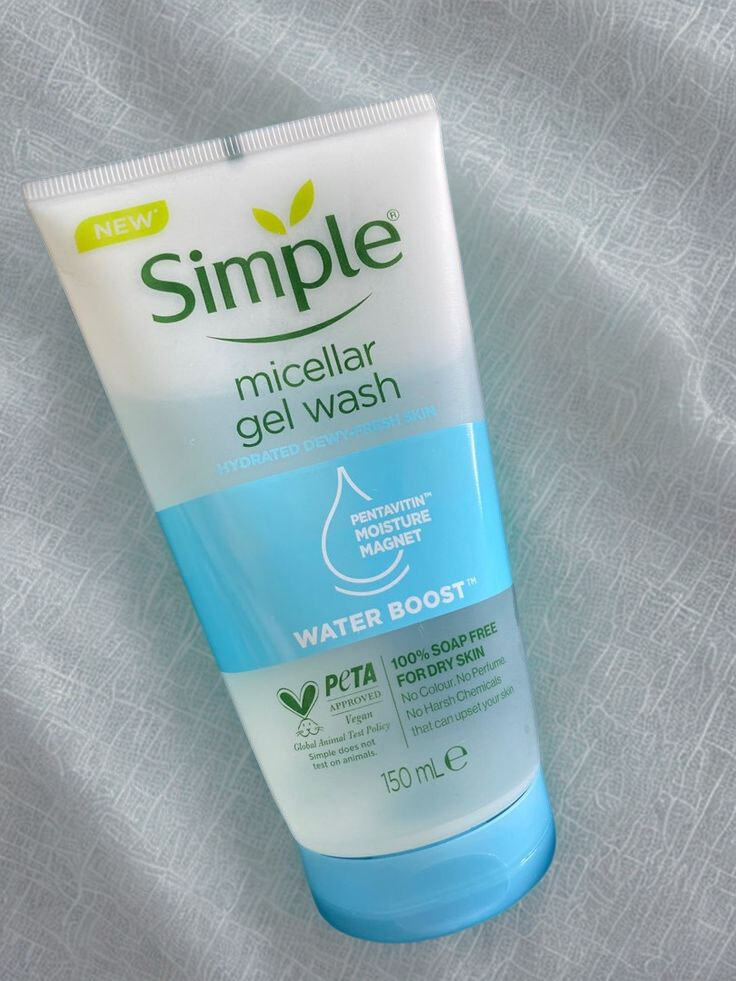 NEW*
Simple®
micellar
gel wash
HYDRATED DEWY-FRESH SKIN
PENTAVITIN™
MOISTURE
MAGNET
WATER BOOST™
PETA
APPROVED
Vegan
Global Animal Test Policy
Simple does not
test on animals.
100% SOAP FREE
FOR DRY SKIN
No Colour. No Perfume.
No Harsh Chemicals
that can upset your skin
150 mL ℮